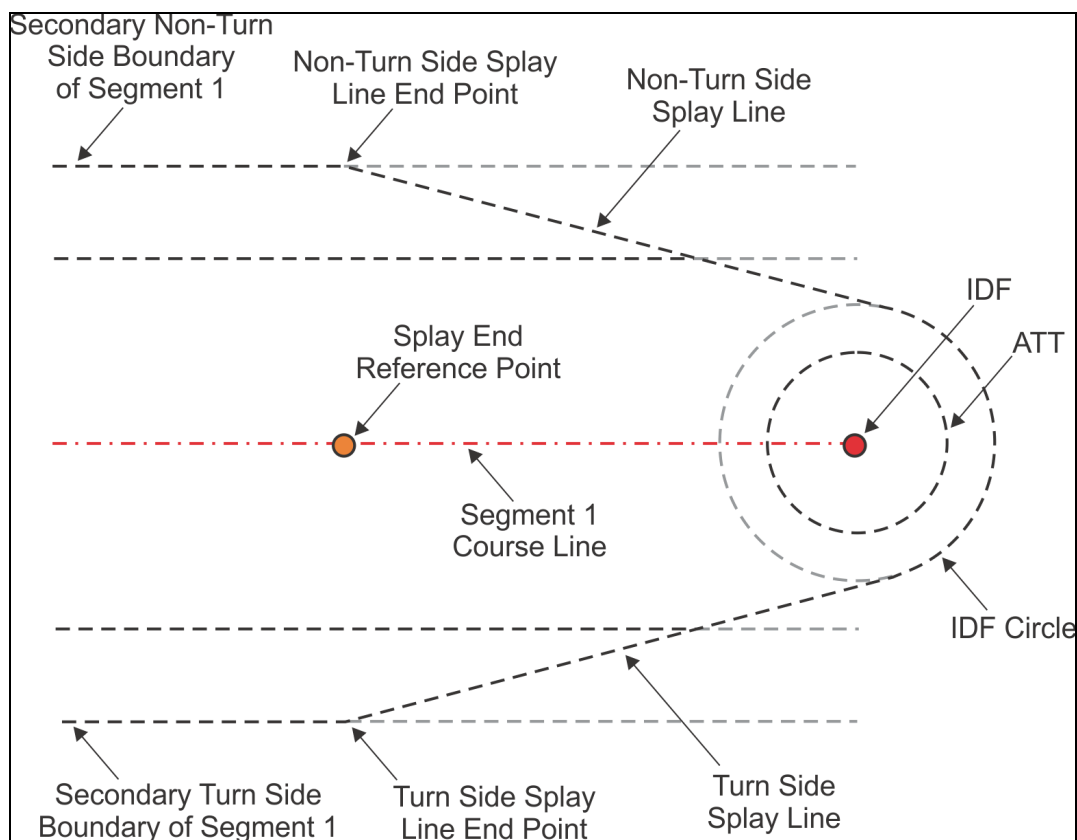 Secondary Non-Turn
Side Boundary
of Segment 1
Non-Turn Side Splay
Line End Point
Non-Turn Side
Splay Line
IDF
ATT
Splay End
Reference Point
Segment 1
Course Line
IDF Circle
Secondary Turn Side
Boundary of Segment 1
Turn Side Splay
Line End Point
Turn Side
Splay Line